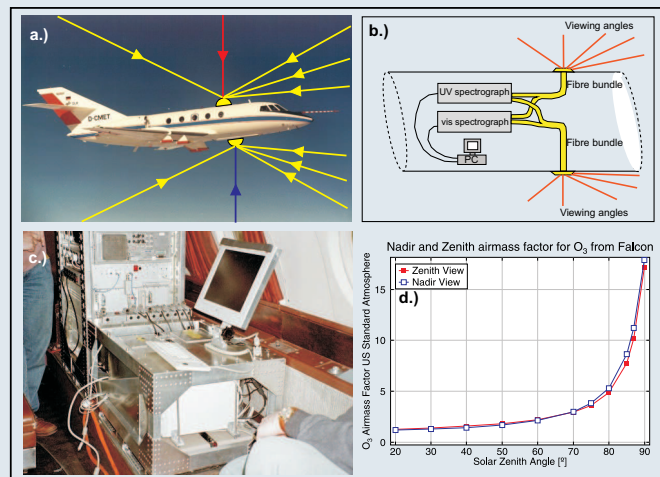 a.)
D-CMET
b.)
Viewing angles
UV spectrograph
Fibre bundle
vis spectrograph
PC
Fibre bundle
Viewing angles
c.)
Nadir and Zenith airmass factor for O3 from Falcon
Zenith View
Nadir View
d.)
O3 Airmass Factor US Standard Atmosphere
15
10
5
0
20 30 40 50 60 70 80 90
Solar Zenith Angle [º]